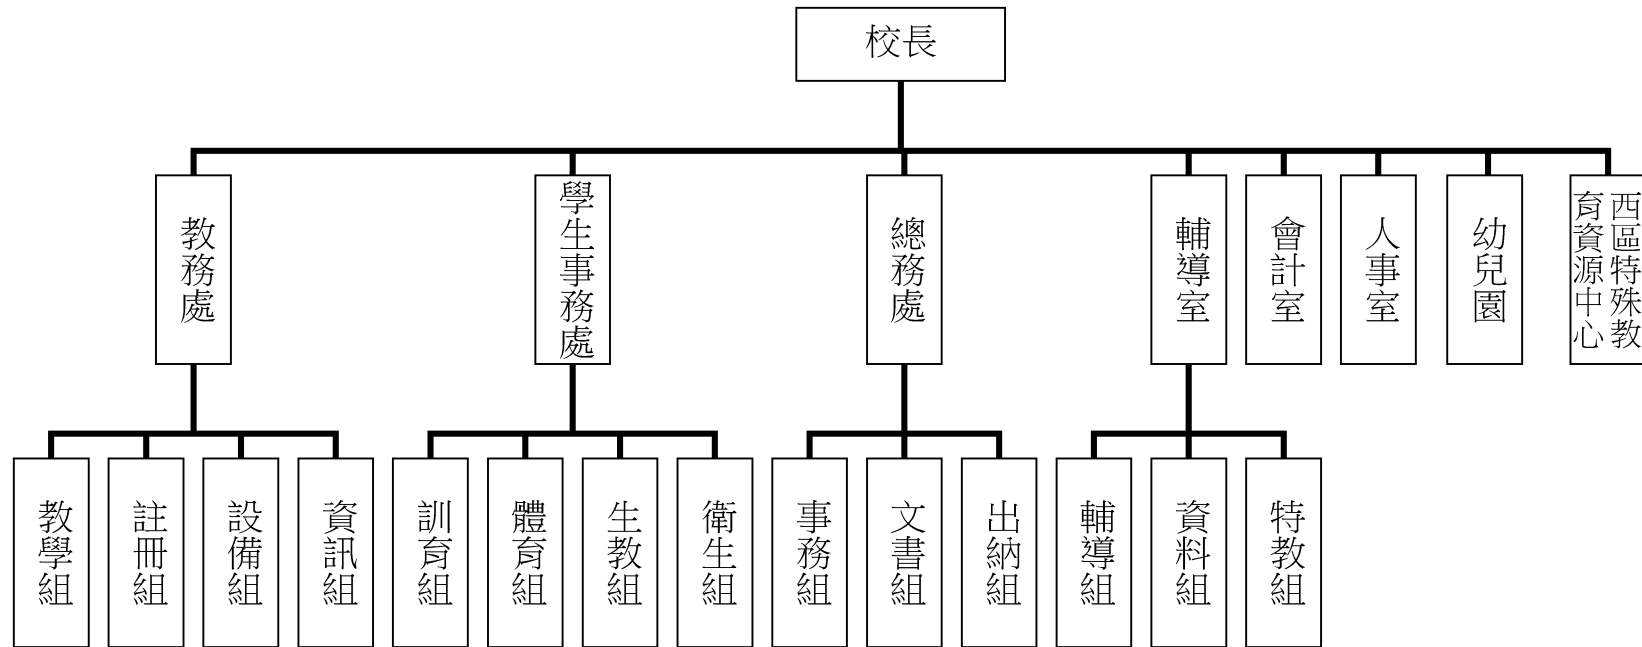 校長
教務處
學生事務處
總務處
輔導室
會計室
人事室
幼兒園
西區特殊教
育資源中心
教學組
註冊組
設備組
資訊組
訓育組
體育組
生教組
衛生組
事務組
文書組
出納組
輔導組
資料組
特教組